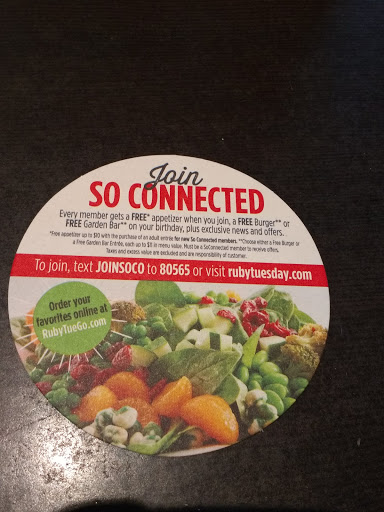 Join
SO CONNECTED
Every member gets a FREE* appetizer when you join, a FREE Burger** or
FREE Garden Bar** on your birthday, plus exclusive news and offers.
*Free appetizer up to $10 with the purchase of an adult entrée for new So Connected members. **Choose either a Free Burger or
a Free Garden Bar Entrée, each up to $11 in menu value. Must be a SoConnected member to receive offers.
Taxes and excess value are excluded and are responsibility of customer.
To join, text JOINSOCO to 80565 or visit rubytuesday.com
Order your
favorites online at
RubyTueGo.com